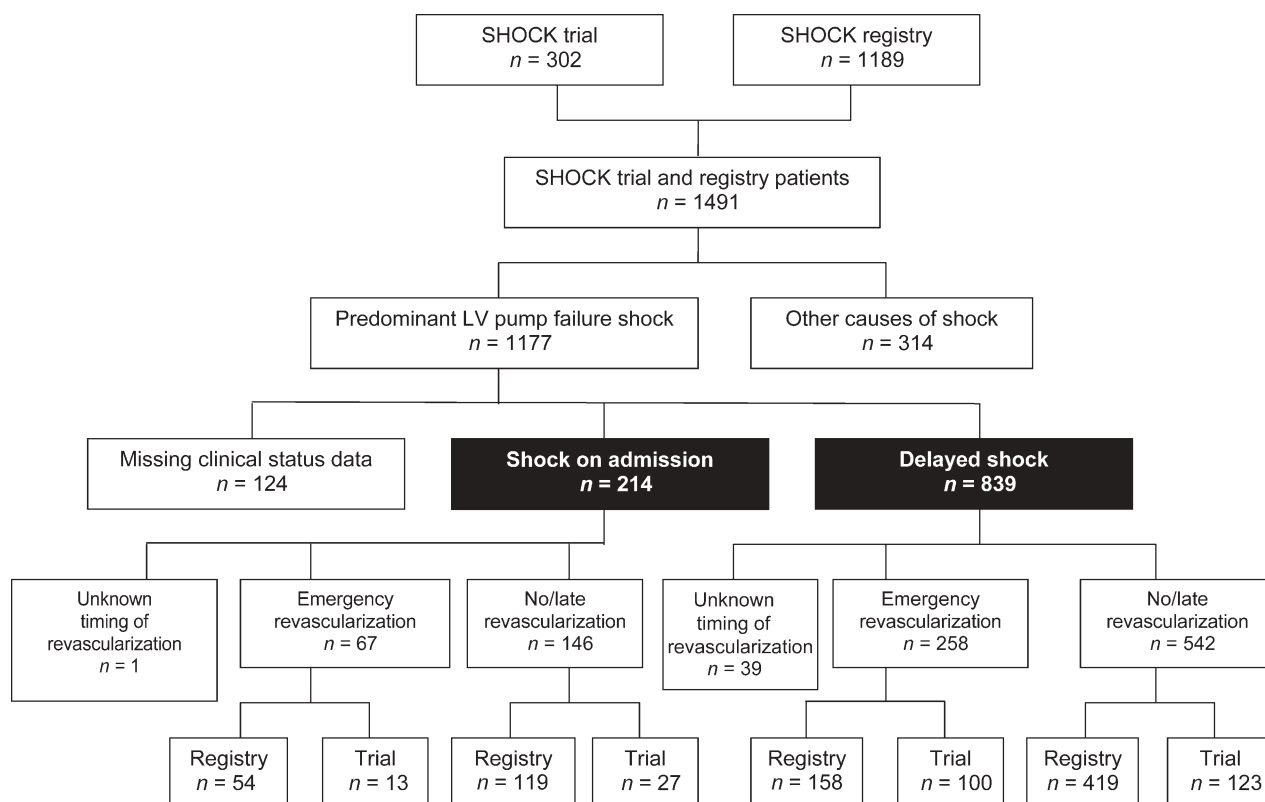 SHOCK trial
n = 302
SHOCK registry
n = 1189
SHOCK trial and registry patients
n = 1491
Predominant LV pump failure shock
n = 1177
Other causes of shock
n = 314
Missing clinical status data
n = 124
Shock on admission
n = 214
Delayed shock
n = 839
Unknown
timing of
revascularization
n = 1
Emergency
revascularization
n = 67
No/late
revascularization
n = 146
Unknown
timing of
revascularization
n = 39
Emergency
revascularization
n = 258
No/late
revascularization
n = 542
Registry
n = 54
Trial
n = 13
Registry
n = 119
Trial
n = 27
Registry
n = 158
Trial
n = 100
Registry
n = 419
Trial
n = 123